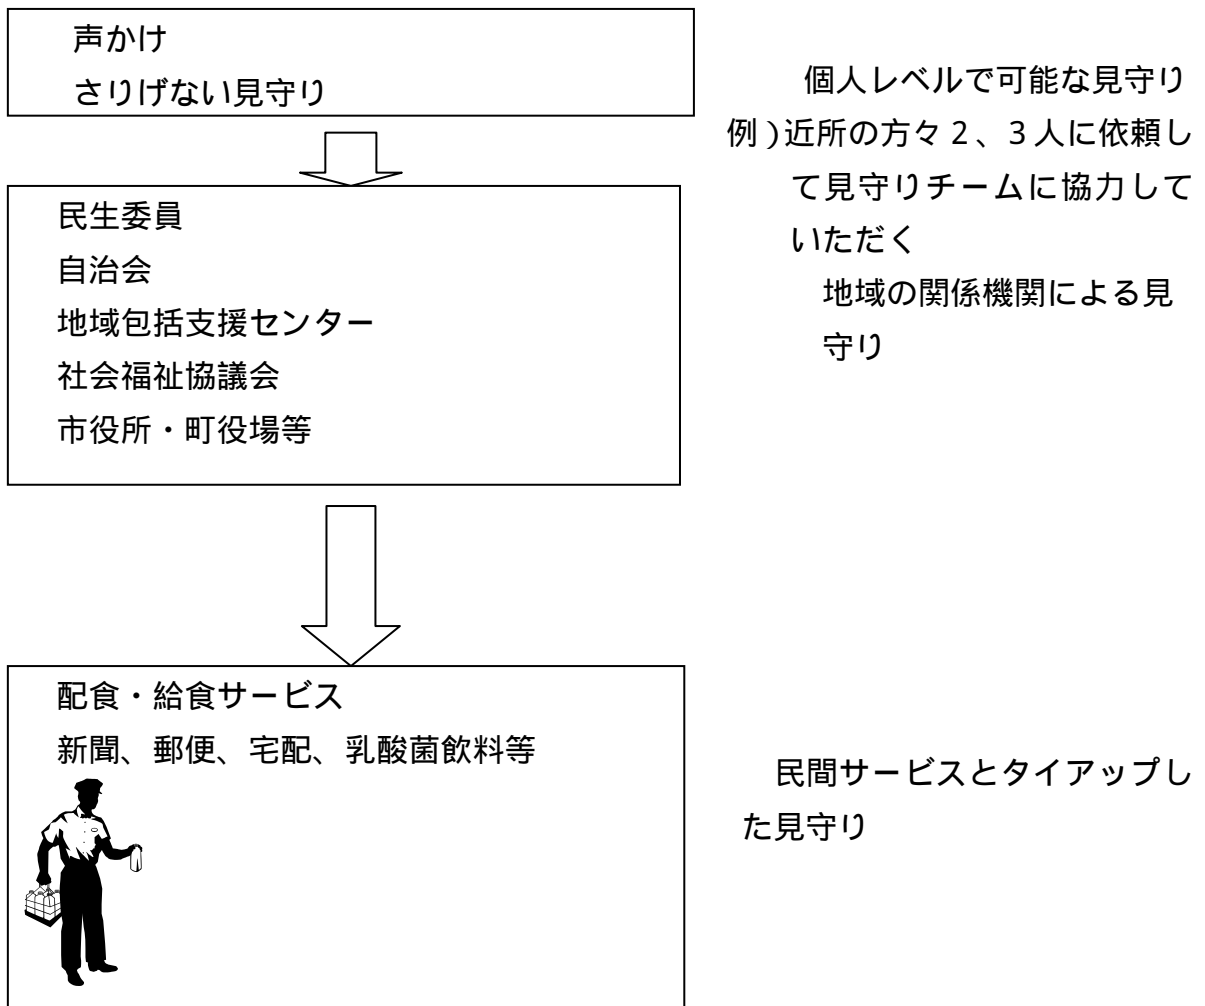 声かけ
さりげない見守り
個人レベルで可能な見守り
例)近所の方々2、3人に依頼し
て見守りチームに協力して
いただく
地域の関係機関による見
守り
民生委員
自治会
地域包括支援センター
社会福祉協議会
市役所・町役場等
配食・給食サービス
新聞、郵便、宅配、乳酸菌飲料等
民間サービスとタイアップし
た見守り